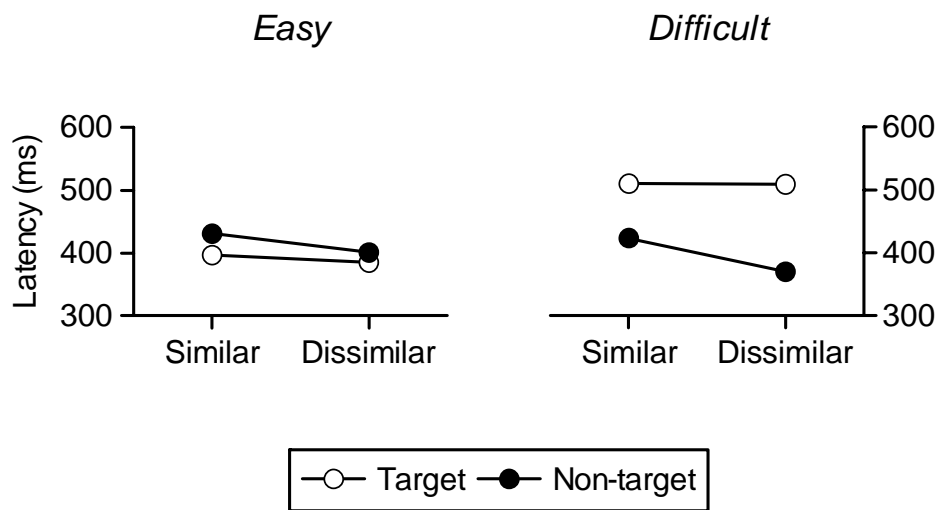 Easy
Difficult
Latency (ms)
600
500
400
300
Similar
Dissimilar
600
500
400
300
Similar
Dissimilar
Target
Non-target